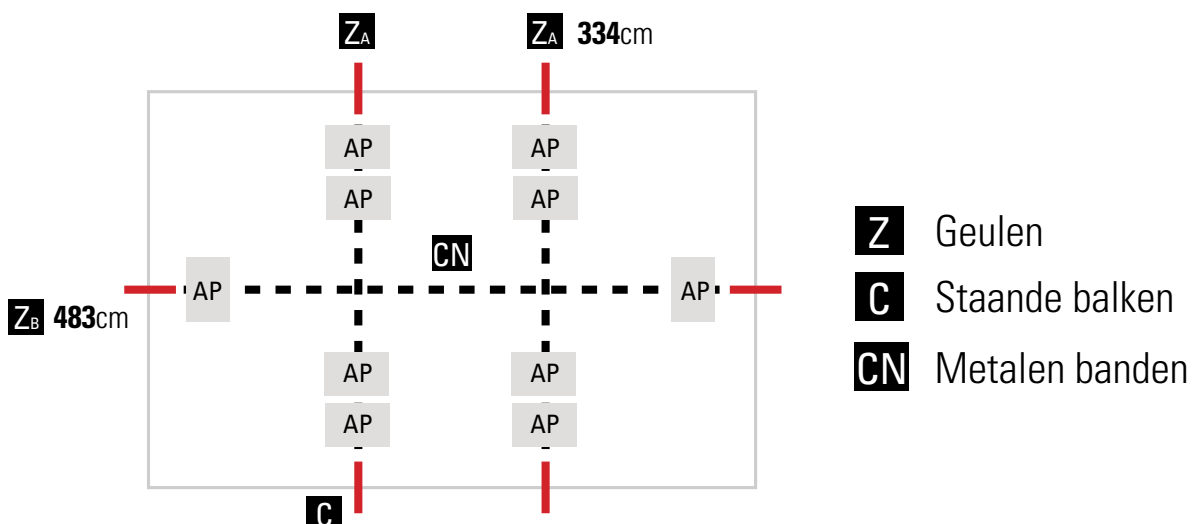 ZA ZA 334cm
AP AP
AP AP
CN
AP AP
ZB 483cm
AP AP
AP AP
C
Z Geulen
C Staande balken
CN Metalen banden